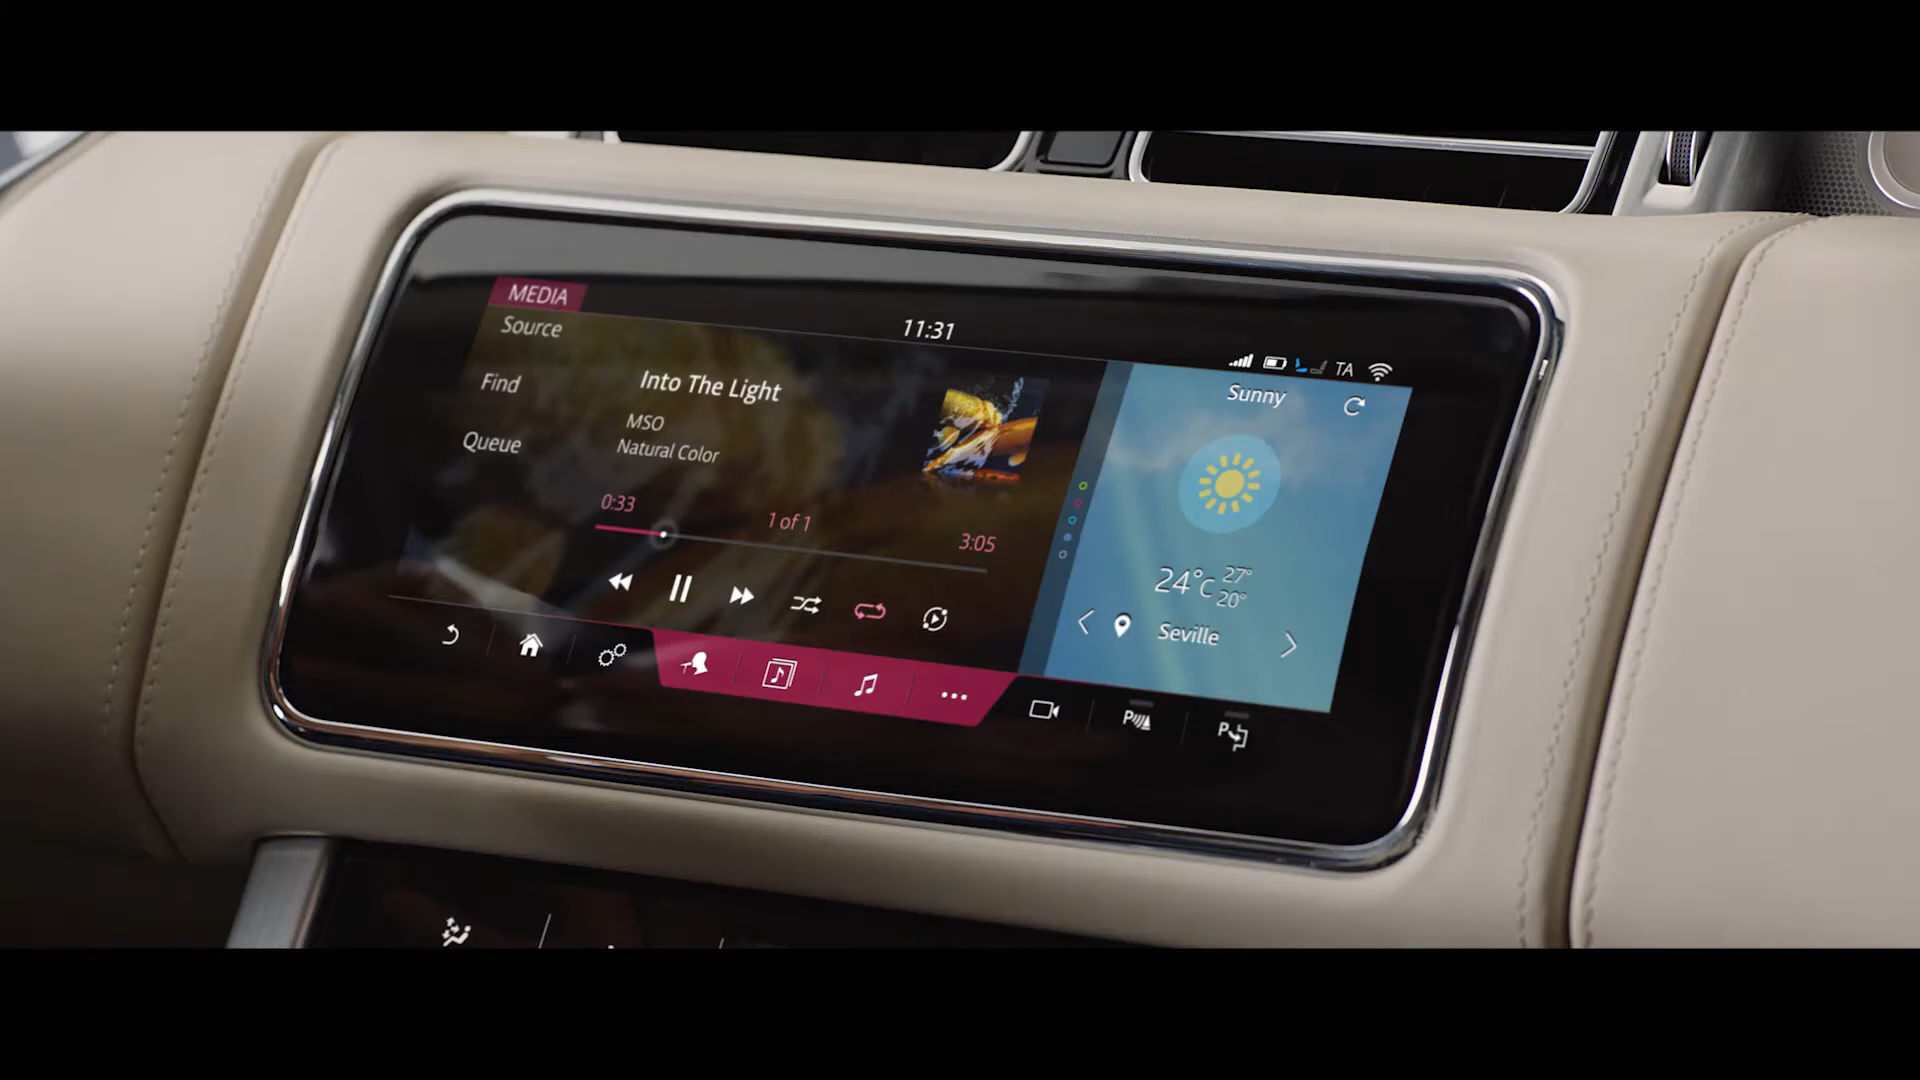 MEDIA
11:31
TA
Source
Find
Queue
Into The Light
MSO
Natural Color
0:33
1 of 1
3:05
Sunny
24°C
27°
20°
Seville
P
P